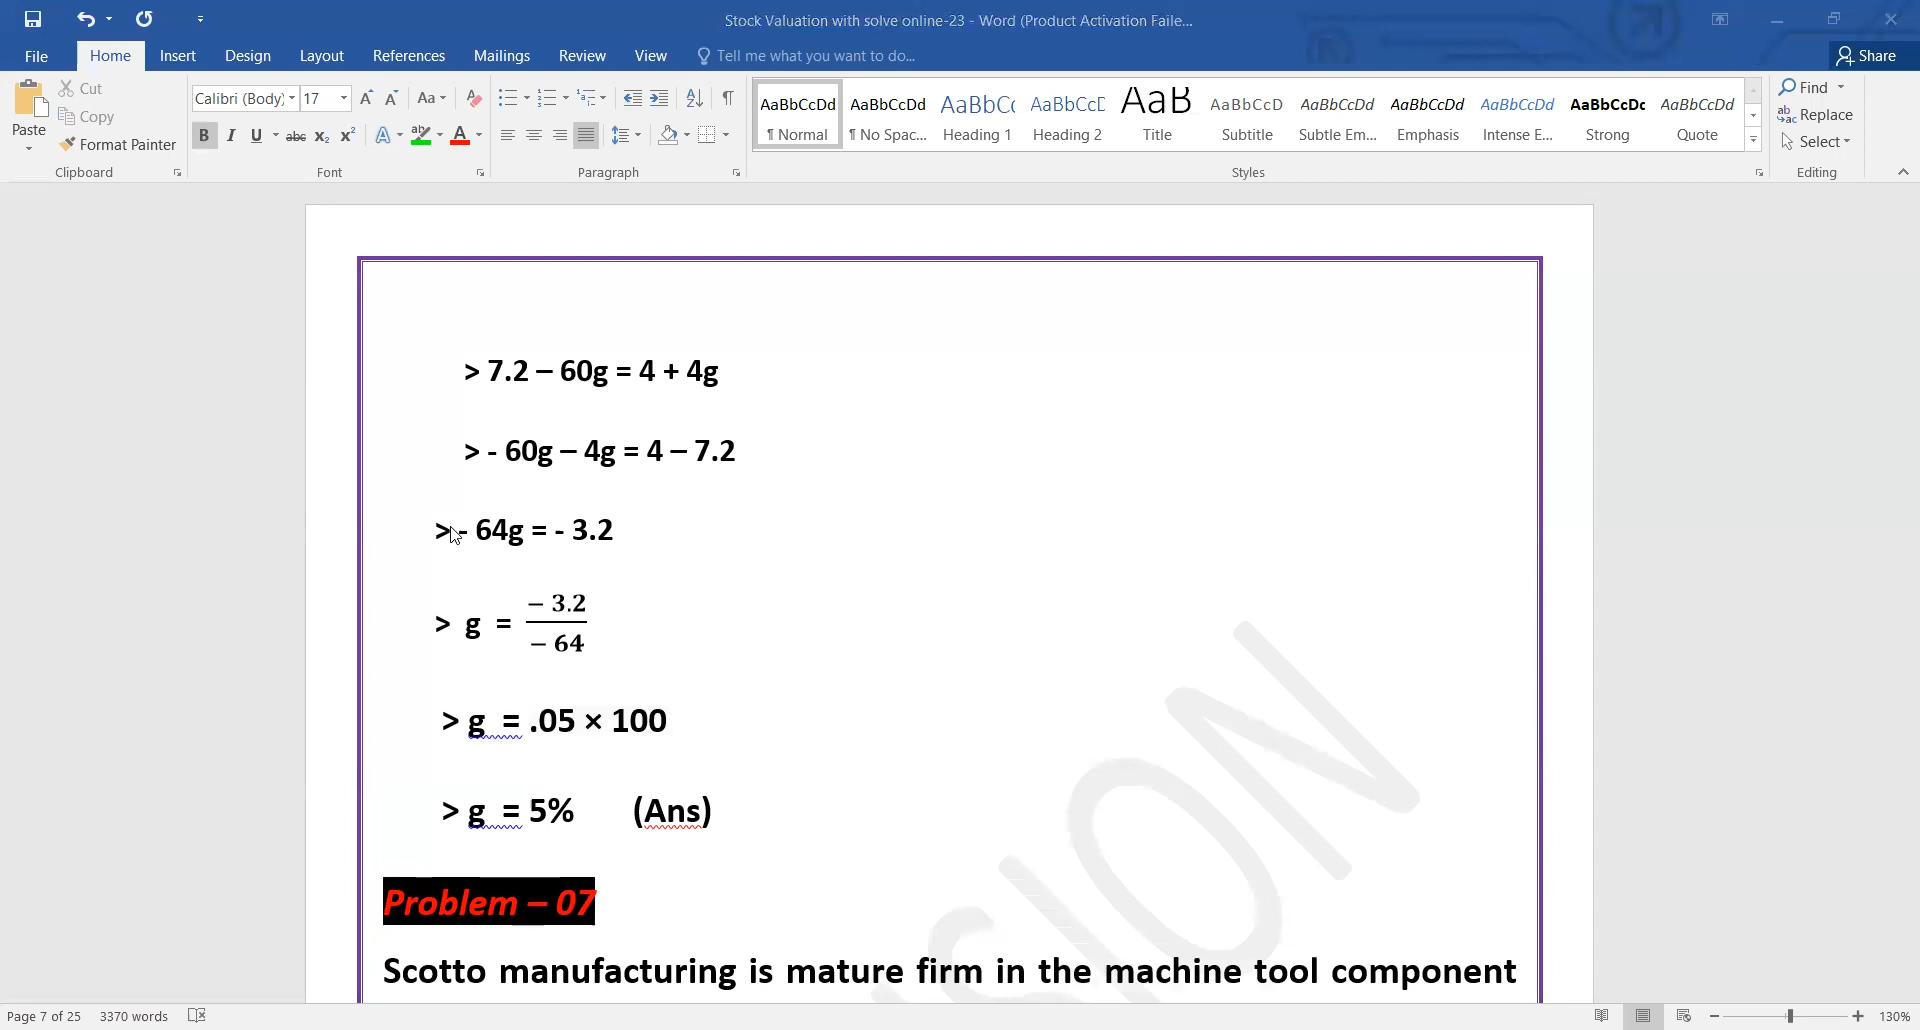 Stock Valuation with solve online-23 - Word (Product Activation Faile...
File Home Insert Design Layout References Mailings Review View Tell me what you want to do... Share
Paste
Cut
Copy
Format Painter
Clipboard
Calibri (Body) 17
Font
Paragraph
AaBbCcDd AaBbCcDd AaBbCc AaBbCcD AaB AaBbCcD AaBbCcDd AaBbCcDd AaBbCcDd AaBbCcDc AaBbCcDd
¶ Normal ¶ No Spac... Heading 1 Heading 2 Title Subtitle Subtle Em... Emphasis Intense E... Strong Quote
Styles
Find
Replace
Select
Editing
> 7.2 – 60g = 4 + 4g
> - 60g – 4g = 4 – 7.2
> - 64g = - 3.2
> g = − 3.2
− 64
> g = .05 × 100
> g = 5% (Ans)
Problem – 07
Scotto manufacturing is mature firm in the machine tool component
SION
Page 7 of 25 3370 words 130%